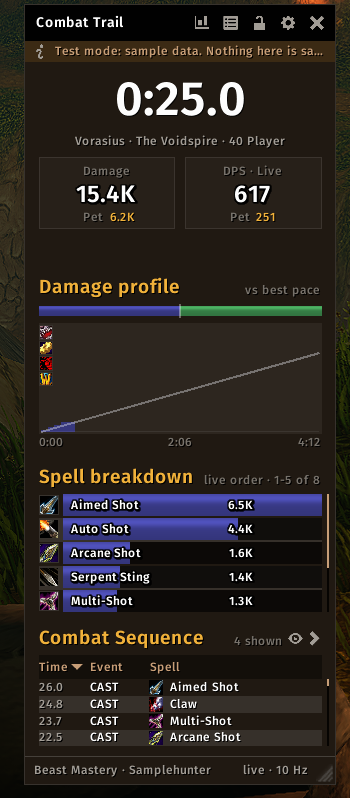 Combat Trail
Test mode: sample data. Nothing here is sa...
0:25.0
Vorasius · The Voidspire · 40 Player
Damage
15.4K
Pet 6.2K
DPS · Live
617
Pet 251
Damage profile vs best pace
0:00 2:06 4:12
Spell breakdown live order · 1-5 of 8
Aimed Shot 6.5K
Auto Shot 4.4K
Arcane Shot 1.6K
Serpent Sting 1.4K
Multi-Shot 1.3K
Combat Sequence 4 shown
Time Event Spell
26.0 CAST Aimed Shot
24.8 CAST Claw
23.7 CAST Multi-Shot
22.5 CAST Arcane Shot
Beast Mastery · Samplehunter live · 10 Hz